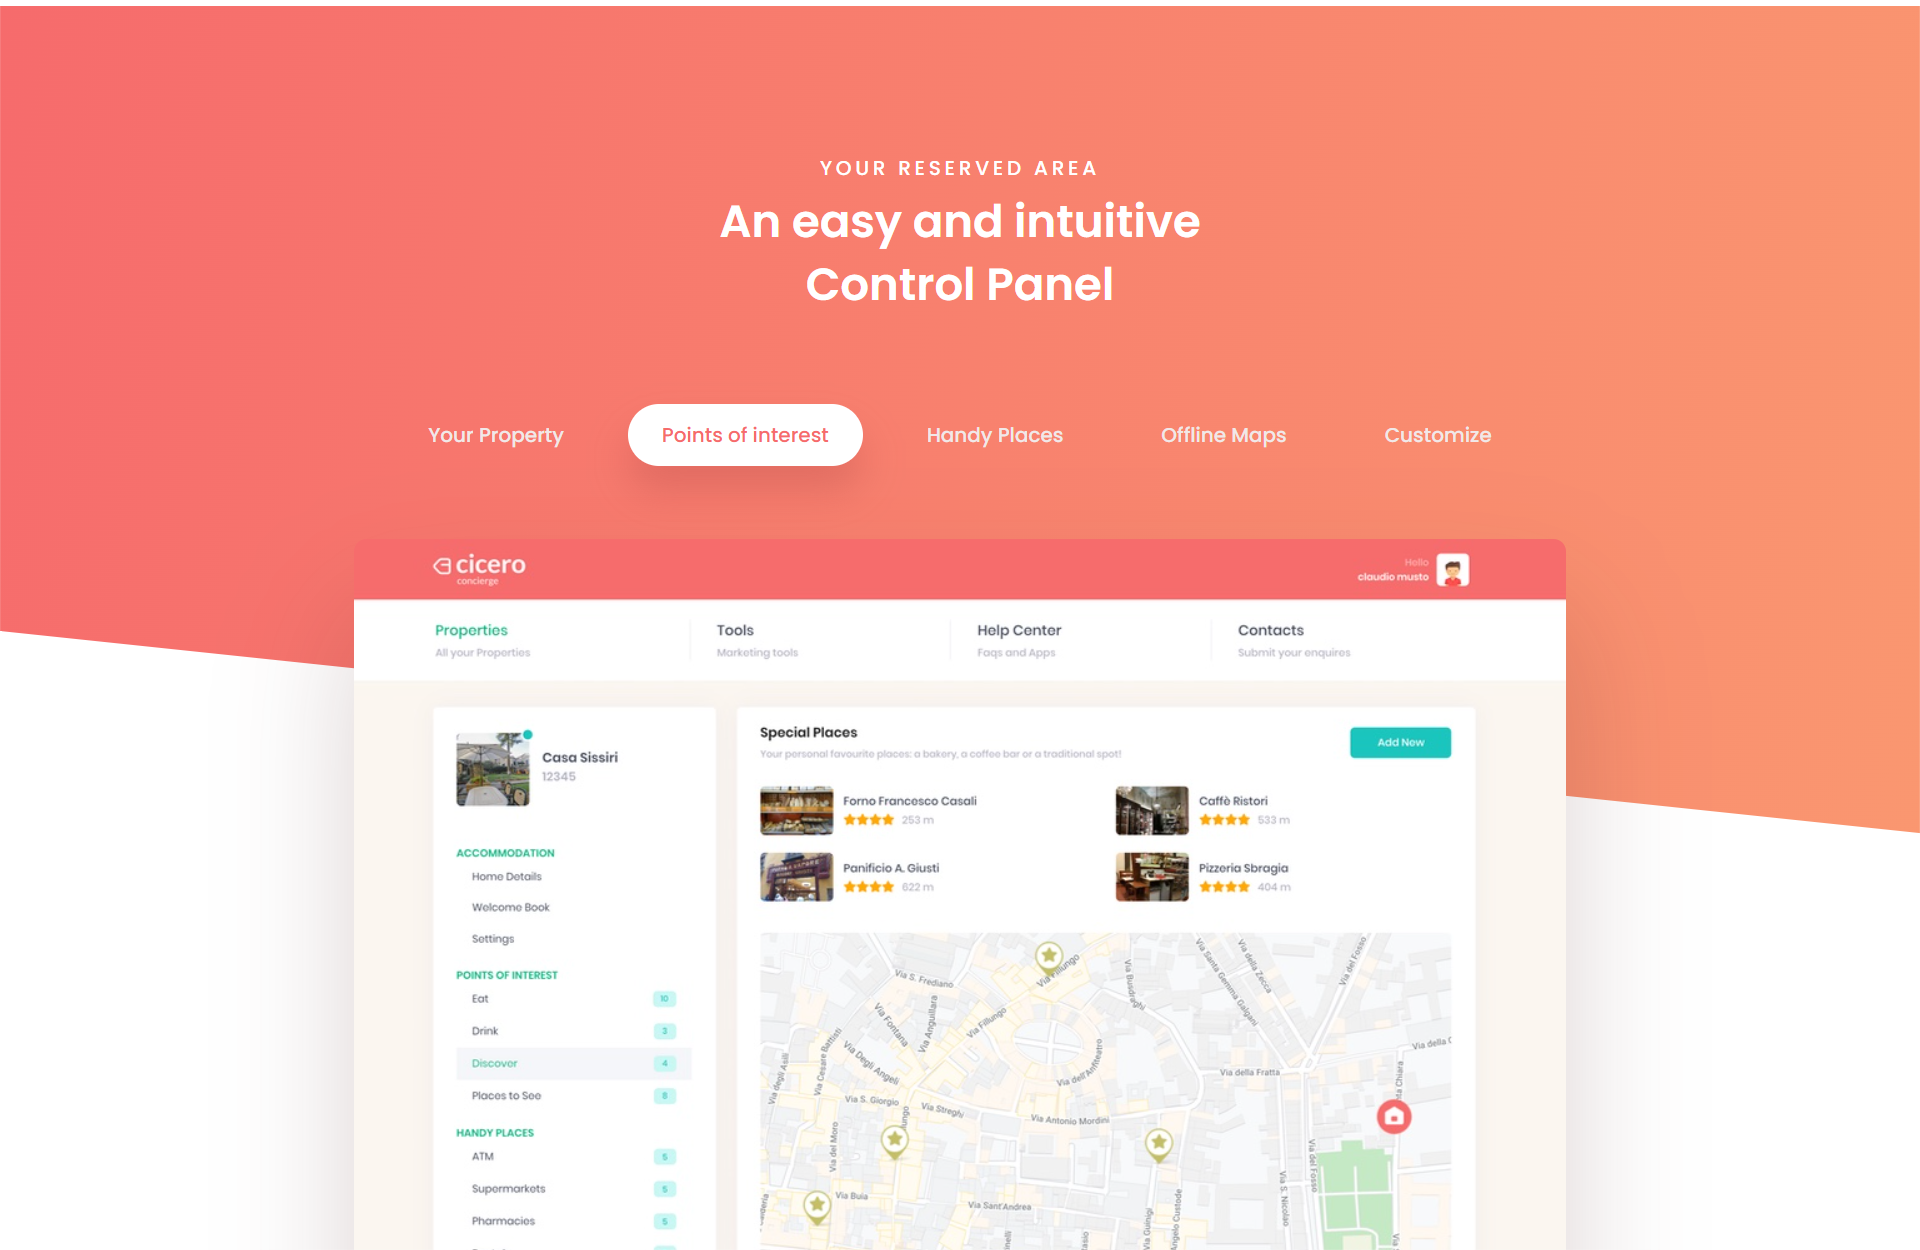 YOUR RESERVED AREA
An easy and intuitive
Control Panel
Your Property
Points of interest
Handy Places
Offline Maps
Customize
cicero
concierge
Hello
claudio musto
Properties
All your Properties
Tools
Marketing tools
Help Center
Faqs and Apps
Contacts
Submit your enquires
Casa Sissiri
12345
ACCOMMODATION
Home Details
Welcome Book
Settings
POINTS OF INTEREST
Eat 10
Drink 3
Discover 4
Places to See 8
HANDY PLACES
ATM 5
Supermarkets 5
Pharmacies 5
Special Places
Your personal favourite places: a bakery, a coffee bar or a traditional spot!
Add New
Forno Francesco Casali
253 m
Caffè Ristori
533 m
Panificio A. Giusti
622 m
Pizzeria Sbragia
404 m
Via S. Frediano
Via Fillungo
Via Busdraghi
Via Santa Gemma Galgani
Via della Zecca
Via del Fosso
Via Fontana
Via Anguillara
Via Fillungo
Via degli Asili
Via Cesare Battisti
Via Degli Angeli
Via dell'Anfiteatro
Via della Fratta
Via della
Via S. Giorgio
Via Streghi
Via Antonio Mordini
Via del Moro
Via del Fosso
Via Buia
Via Sant'Andrea
Via Guinigi
Angelo Custode
Via S. Nicolao